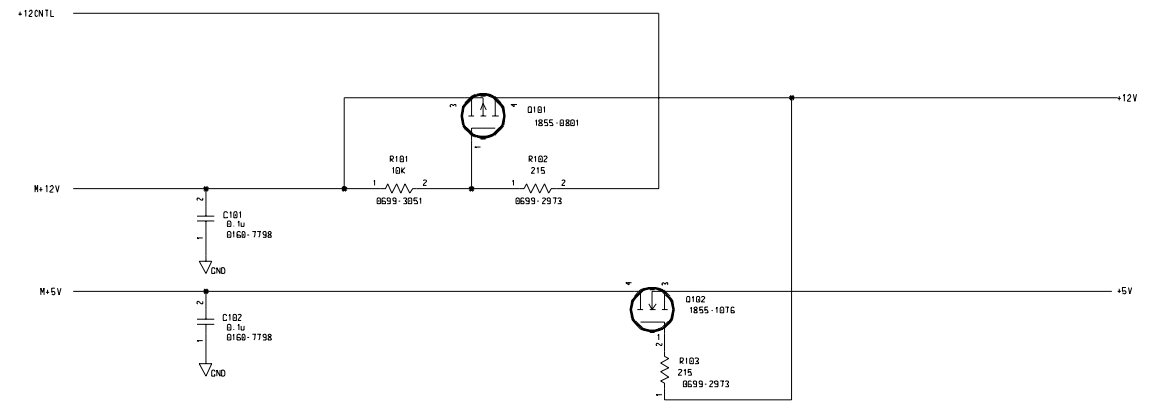 +12CNTL
3
4
Q101
1855-0801
+12V
1
R101
10K
R102
215
M+12V
1
2
1
2
0699-3051
0699-2973
2
C101
0.1u
0160-7798
1
GND
M+5V
4
3
+5V
Q102
1855-1076
2
C102
0.1u
0160-7798
1
GND
1
2
R103
215
0699-2973
1